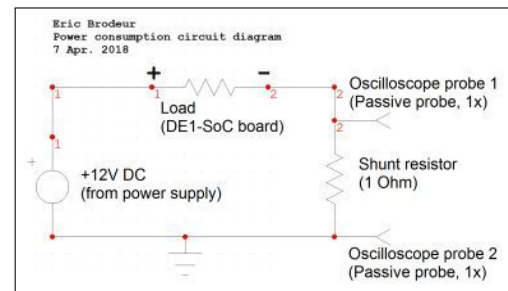 Eric Brodeur
Power consumption circuit diagram
7 Apr. 2018
+
-
1
1
2
2
Load
(DE1-SoC board)
Oscilloscope probe 1
(Passive probe, 1x)
2
1
+
+12V DC
(from power supply)
Shunt resistor
(1 Ohm)
Oscilloscope probe 2
(Passive probe, 1x)